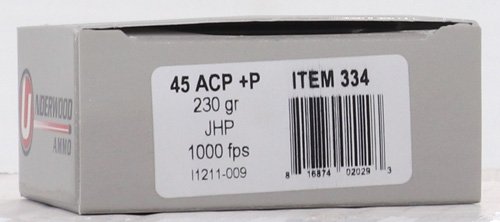 UNDERWOOD
AMMO
45 ACP +P ITEM 334
230 gr
JHP
1000 fps
I1211-009
8 16874 02029 3